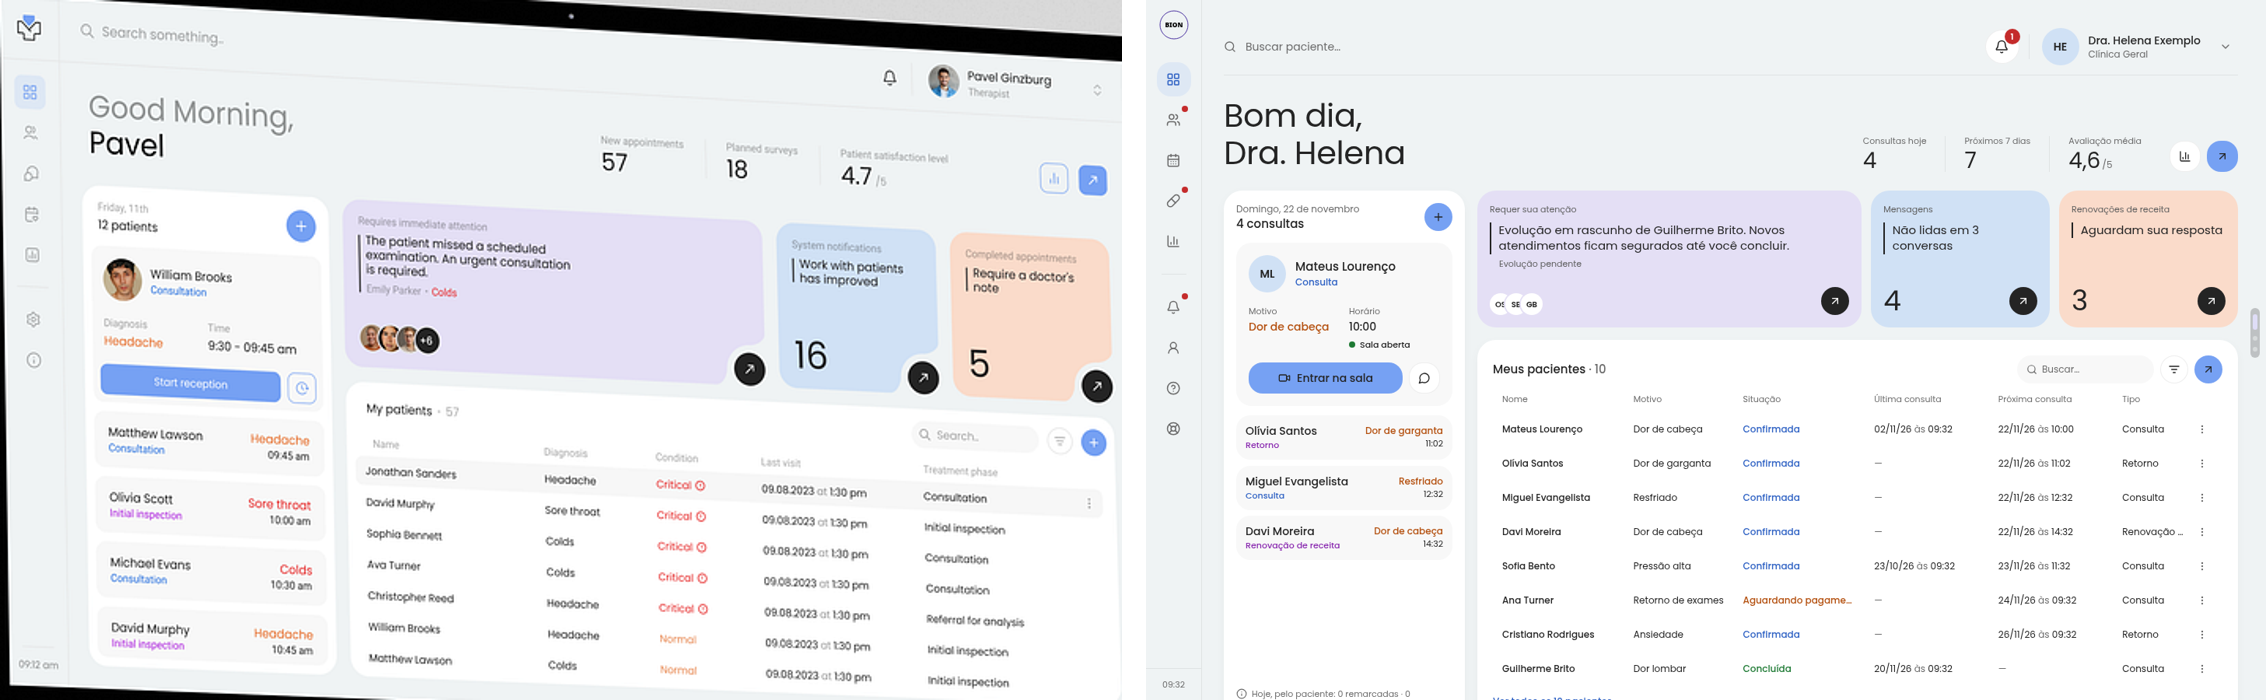 Search something..
Pavel Ginzburg
Therapist
Good Morning,
Pavel
New appointments
57
Planned surveys
18
Patient satisfaction level
4.7 /5
Friday, 11th
12 patients
William Brooks
Consultation
Diagnosis
Headache
Time
9:30 - 09:45 am
Start reception
Matthew Lawson
Headache
Consultation
09:45 am
Olivia Scott
Sore throat
Initial inspection
10:00 am
Michael Evans
Colds
Consultation
10:30 am
David Murphy
Headache
Initial inspection
10:45 am
09:12 am
Requires immediate attention
The patient missed a scheduled
examination. An urgent consultation
is required.
Emily Parker • Colds
+6
System notifications
Work with patients
has improved
16
Completed appointments
Require a doctor's
note
5
My patients • 57
Search..
Name Diagnosis Condition Last visit Treatment phase
Jonathan Sanders Headache Critical 09.08.2023 at 1:30 pm Consultation
David Murphy Sore throat Critical 09.08.2023 at 1:30 pm Initial inspection
Sophia Bennett Colds Critical 09.08.2023 at 1:30 pm Consultation
Ava Turner Colds Critical 09.08.2023 at 1:30 pm Consultation
Christopher Reed Headache Critical 09.08.2023 at 1:30 pm Referral for analysis
William Brooks Headache Normal 09.08.2023 at 1:30 pm Initial inspection
Matthew Lawson Colds Normal 09.08.2023 at 1:30 pm Initial inspection
BION
Buscar paciente...
1
HE
Dra. Helena Exemplo
Clínica Geral
Bom dia,
Dra. Helena
Consultas hoje
4
Próximos 7 dias
7
Avaliação média
4,6 /5
Domingo, 22 de novembro
4 consultas
ML
Mateus Lourenço
Consulta
Motivo
Dor de cabeça
Horário
10:00
Sala aberta
Entrar na sala
Olívia Santos
Dor de garganta
Retorno
11:02
Miguel Evangelista
Resfriado
Consulta
12:32
Davi Moreira
Dor de cabeça
Renovação de receita
14:32
Hoje, pelo paciente: 0 remarcadas · 0
09:32
Requer sua atenção
Evolução em rascunho de Guilherme Brito. Novos
atendimentos ficam segurados até você concluir.
Evolução pendente
OS SE GB
Mensagens
Não lidas em 3
conversas
4
Renovações de receita
Aguardam sua resposta
3
Meus pacientes · 10
Buscar...
Nome Motivo Situação Última consulta Próxima consulta Tipo
Mateus Lourenço Dor de cabeça Confirmada 02/11/26 às 09:32 22/11/26 às 10:00 Consulta
Olívia Santos Dor de garganta Confirmada — 22/11/26 às 11:02 Retorno
Miguel Evangelista Resfriado Confirmada — 22/11/26 às 12:32 Consulta
Davi Moreira Dor de cabeça Confirmada — 22/11/26 às 14:32 Renovação ...
Sofia Bento Pressão alta Confirmada 23/10/26 às 09:32 23/11/26 às 11:32 Consulta
Ana Turner Retorno de exames Aguardando pagame... — 24/11/26 às 09:32 Consulta
Cristiano Rodrigues Ansiedade Confirmada — 26/11/26 às 09:32 Retorno
Guilherme Brito Dor lombar Concluída 20/11/26 às 09:32 — Consulta